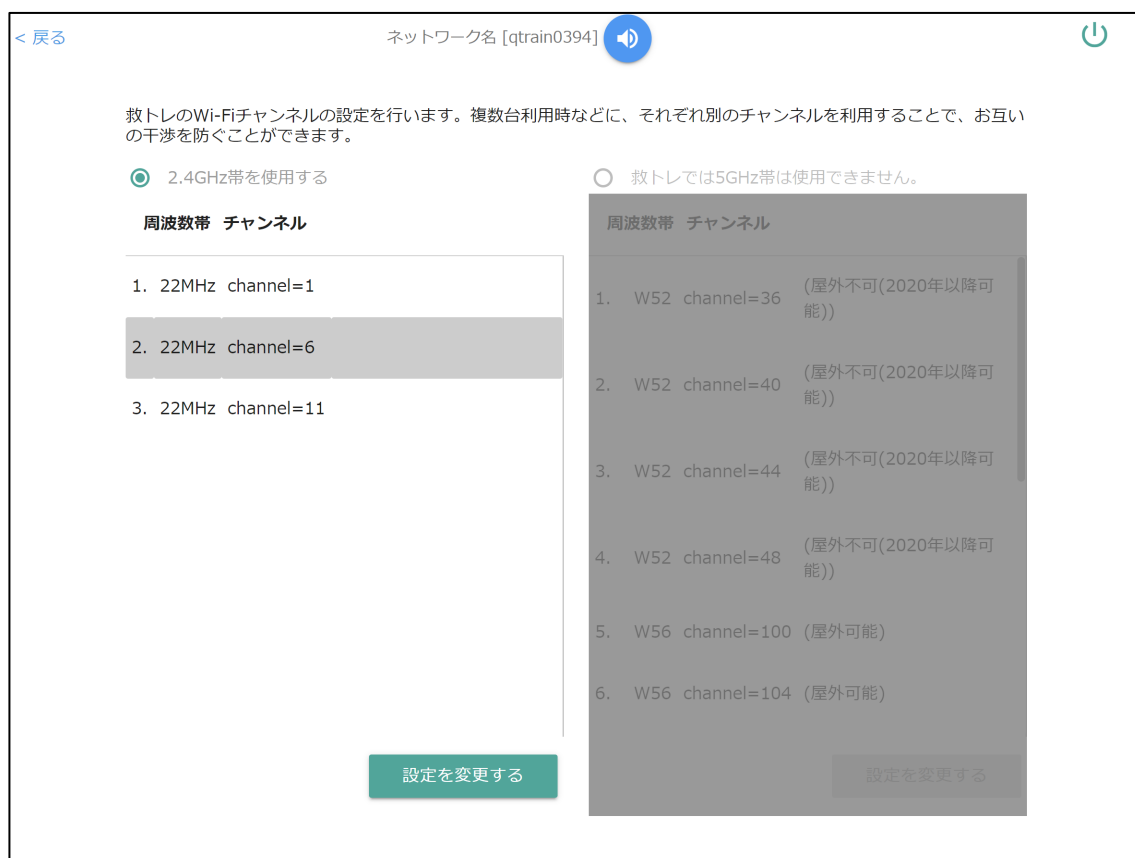 < 戻る
ネットワーク名 [qtrain0394]
救トレのWi-Fiチャンネルの設定を行います。複数台利用時などに、それぞれ別のチャンネルを利用することで、お互い
の干渉を防ぐことができます。
2.4GHz帯を使用する
周波数帯 チャンネル
1. 22MHz channel=1
2. 22MHz channel=6
3. 22MHz channel=11
設定を変更する
救トレでは5GHz帯は使用できません。
周波数帯 チャンネル
1. W52 channel=36 (屋外不可(2020年以降可
能))
2. W52 channel=40 (屋外不可(2020年以降可
能))
3. W52 channel=44 (屋外不可(2020年以降可
能))
4. W52 channel=48 (屋外不可(2020年以降可
能))
5. W56 channel=100 (屋外可能)
6. W56 channel=104 (屋外可能)
設定を変更する